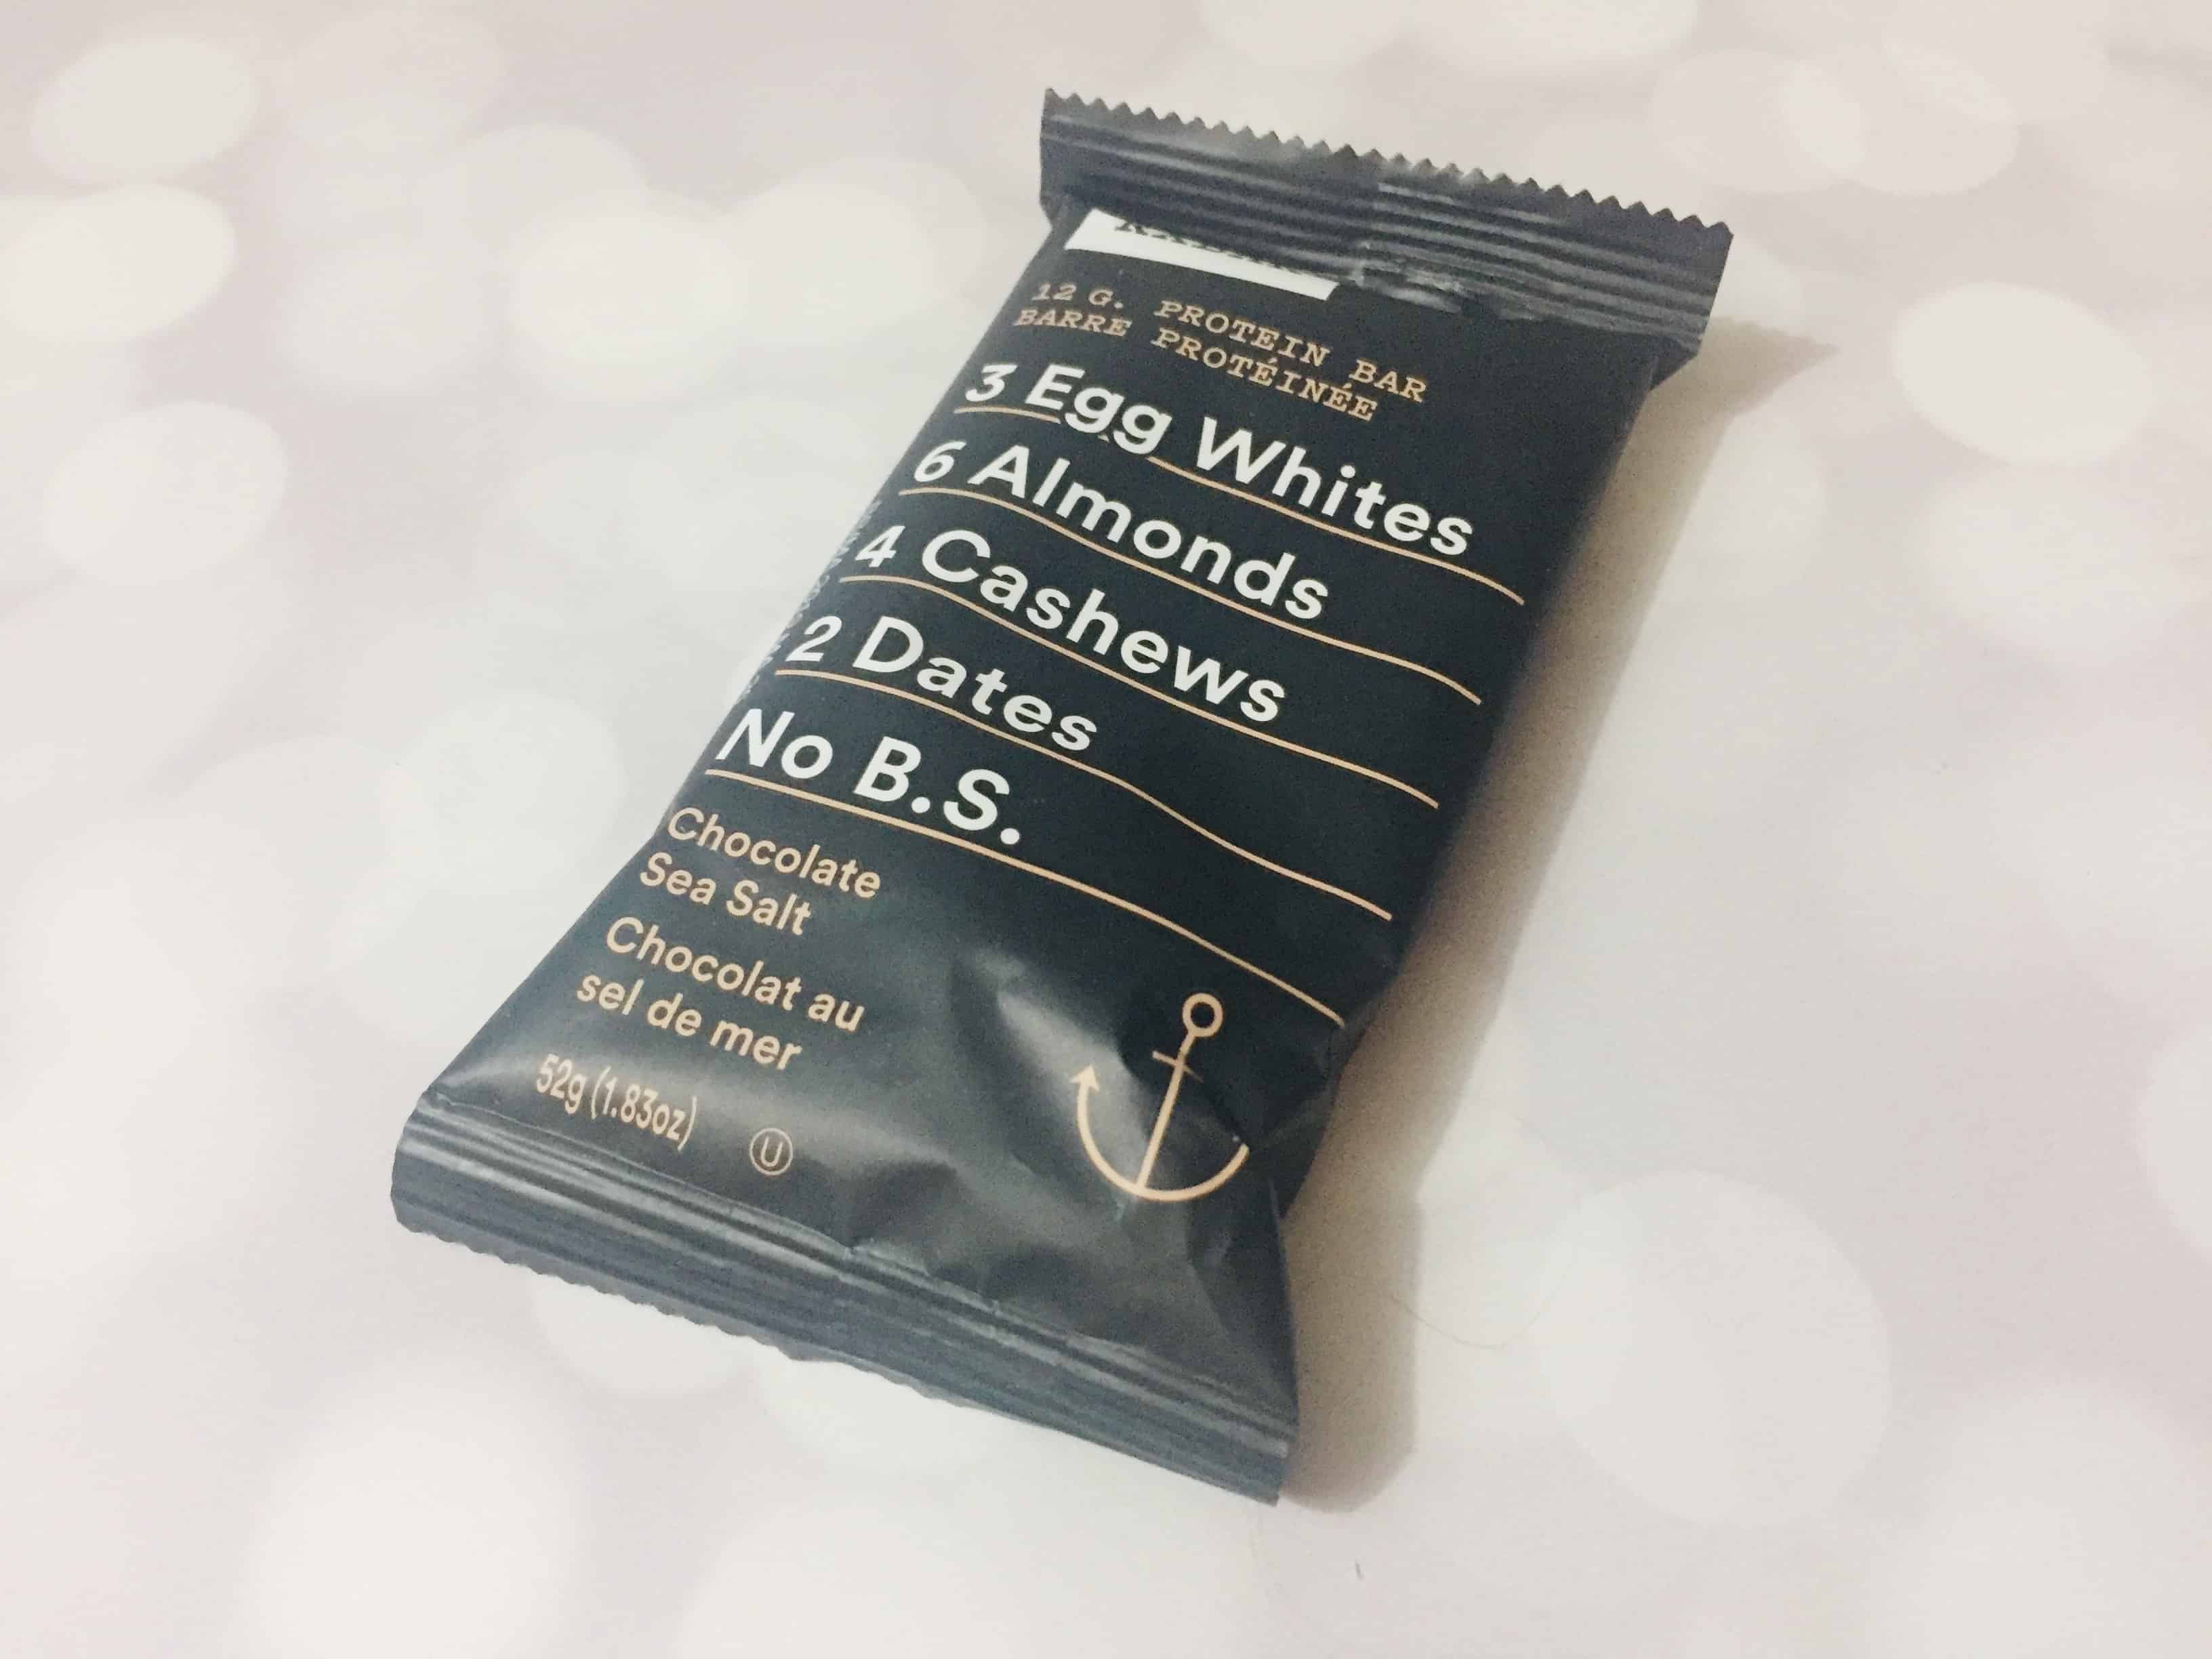 12 G. PROTEIN BAR
BARRE PROTÉINÉE
3 Egg Whites
6 Almonds
4 Cashews
2 Dates
No B.S.
Chocolate
Sea Salt
Chocolat au
sel de mer
52g (1.83oz)
U